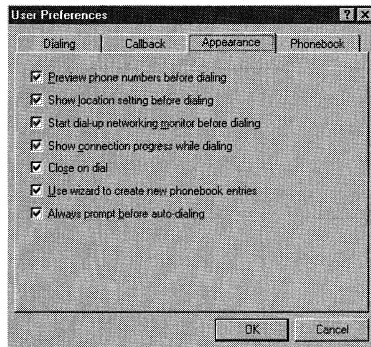 User Preferences
Dialing Callback Appearance Phonebook
Preview phone numbers before dialing
Show location setting before dialing
Start dial-up networking monitor before dialing
Show connection progress while dialing
Close on dial
Use wizard to create new phonebook entries
Always prompt before auto-dialing
OK Cancel